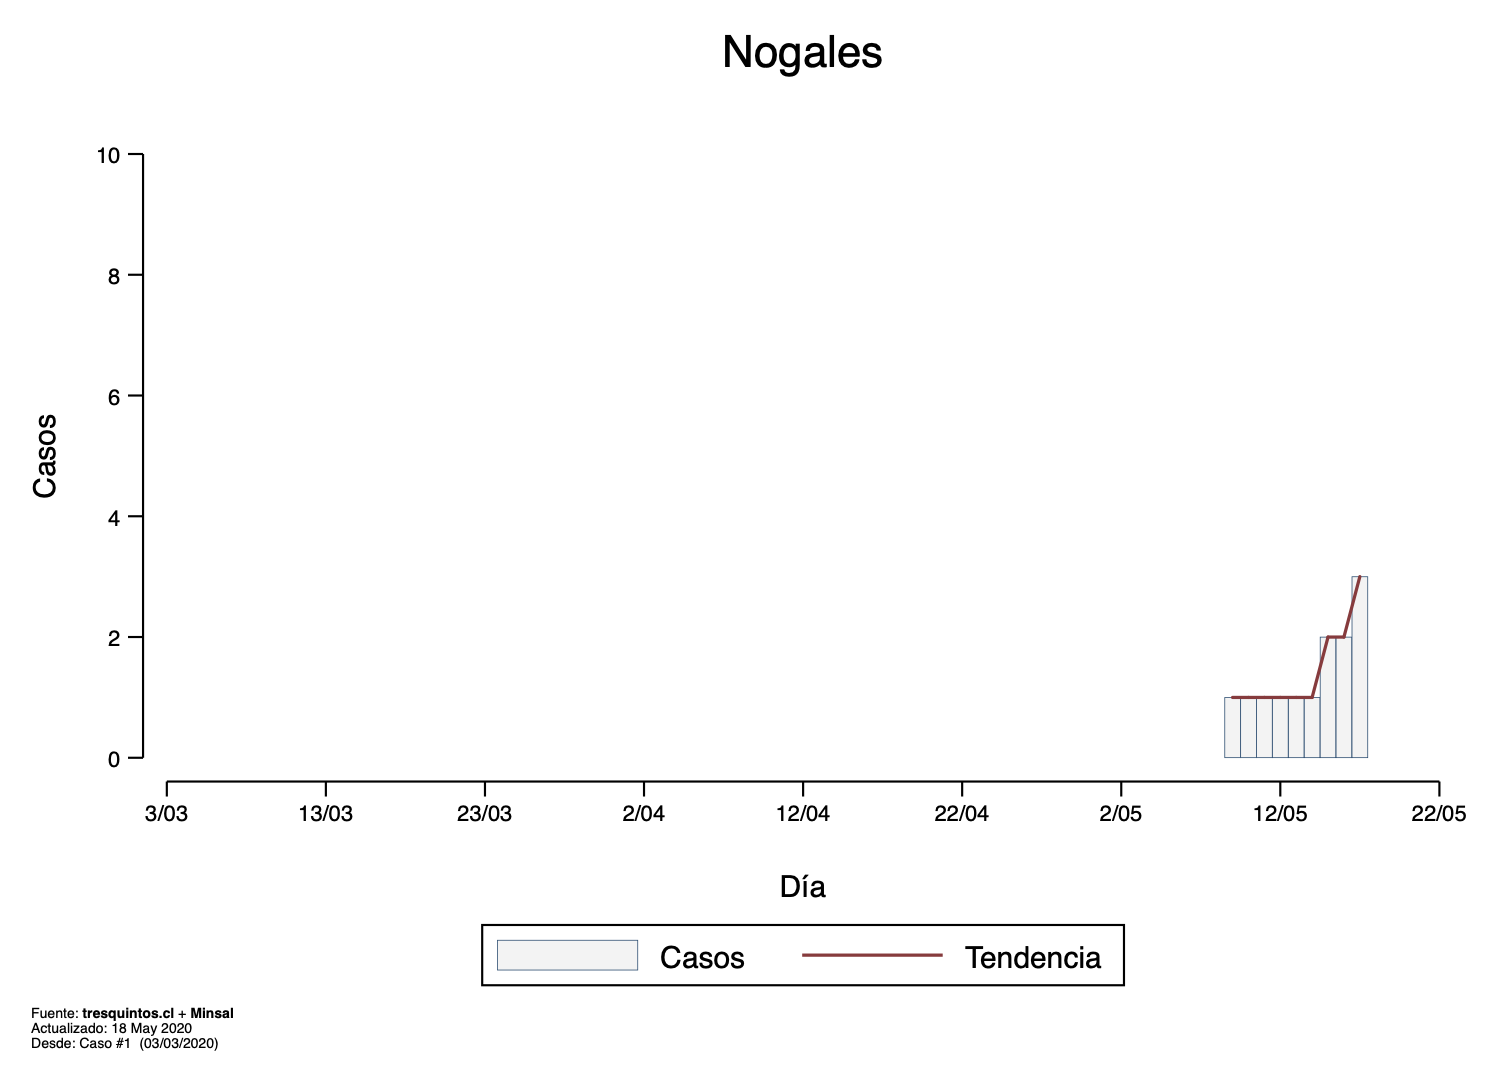 Nogales
10
8
6
4
2
0
Casos
3/03 13/03 23/03 2/04 12/04 22/04 2/05 12/05 22/05
Día
Casos Tendencia
Fuente: tresquintos.cl + Minsal
Actualizado: 18 May 2020
Desde: Caso #1 (03/03/2020)